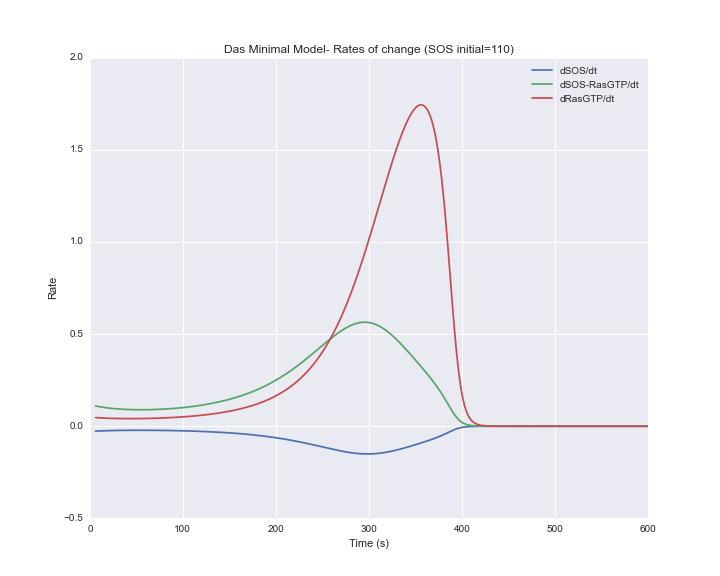 Das Minimal Model- Rates of change (SOS initial=110)
dSOS/dt
dSOS-RasGTP/dt
dRasGTP/dt
2.0
1.5
1.0
0.5
0.0
−0.5
Rate
0 100 200 300 400 500 600
Time (s)